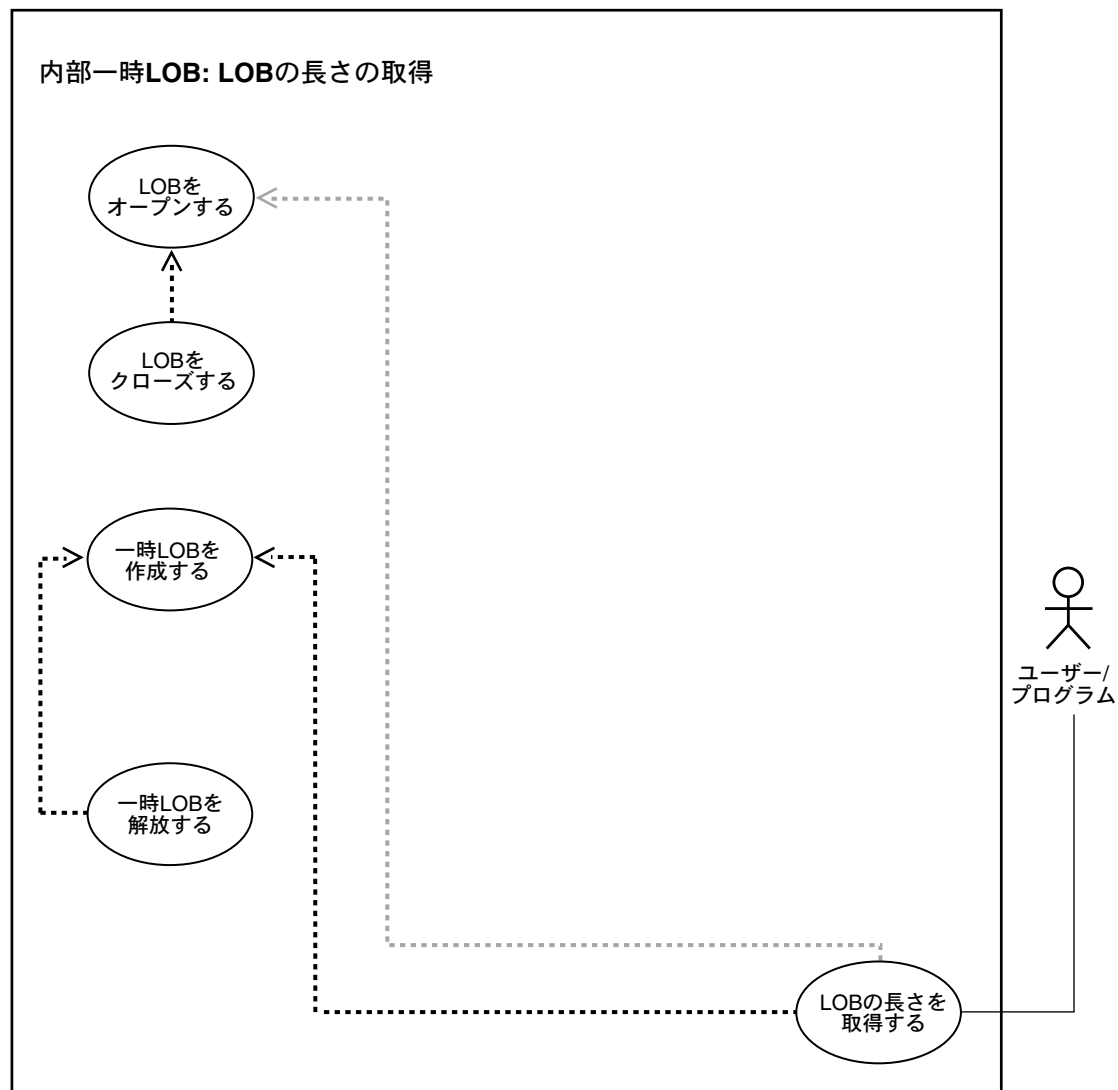 内部一時LOB: LOBの長さの取得
LOBを
オープンする
LOBを
クローズする
一時LOBを
作成する
ユーザー/
プログラム
一時LOBを
解放する
LOBの長さを
取得する